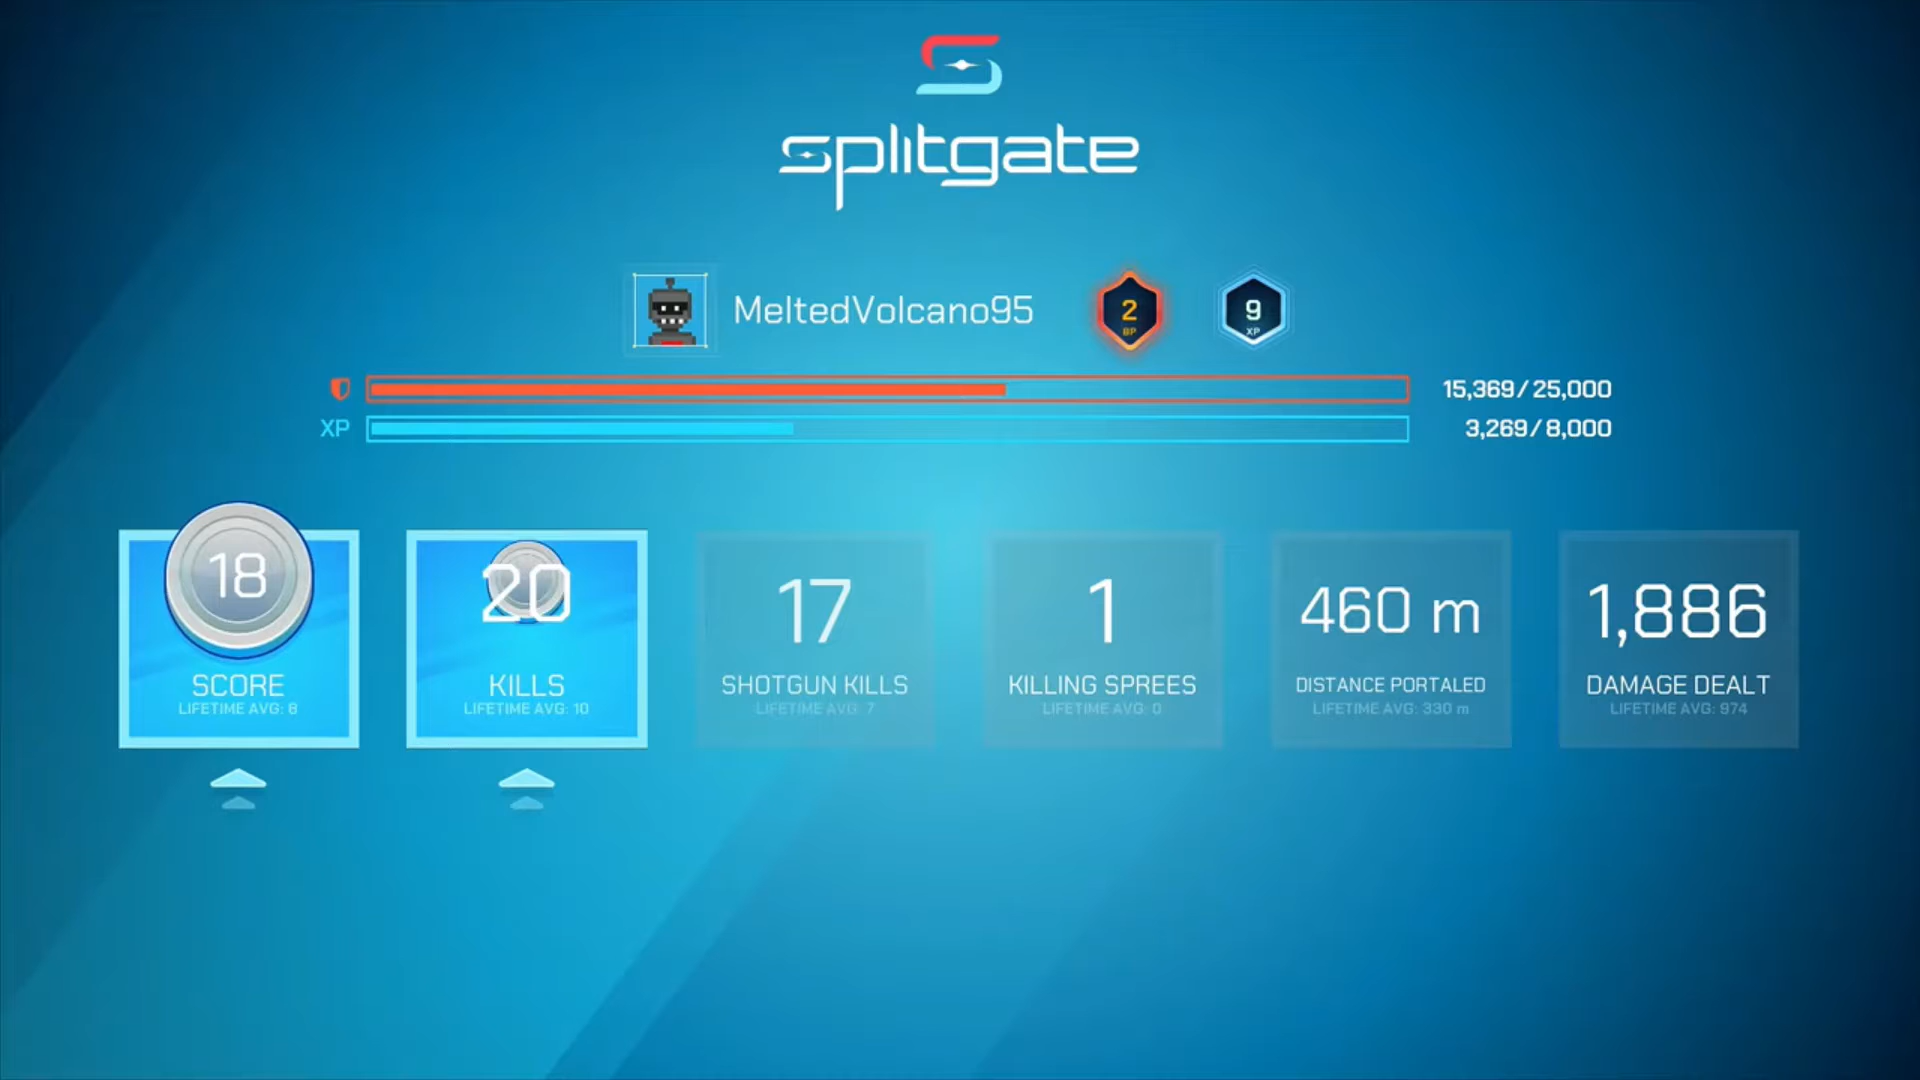 splitgate
MeltedVolcano95
2
BP
9
XP
15,369/25,000
XP
3,269/8,000
18
SCORE
LIFETIME AVG: 8
20
KILLS
LIFETIME AVG: 10
17
SHOTGUN KILLS
LIFETIME AVG: 7
1
KILLING SPREES
LIFETIME AVG: 0
460 m
DISTANCE PORTALED
LIFETIME AVG: 330 m
1,886
DAMAGE DEALT
LIFETIME AVG: 974